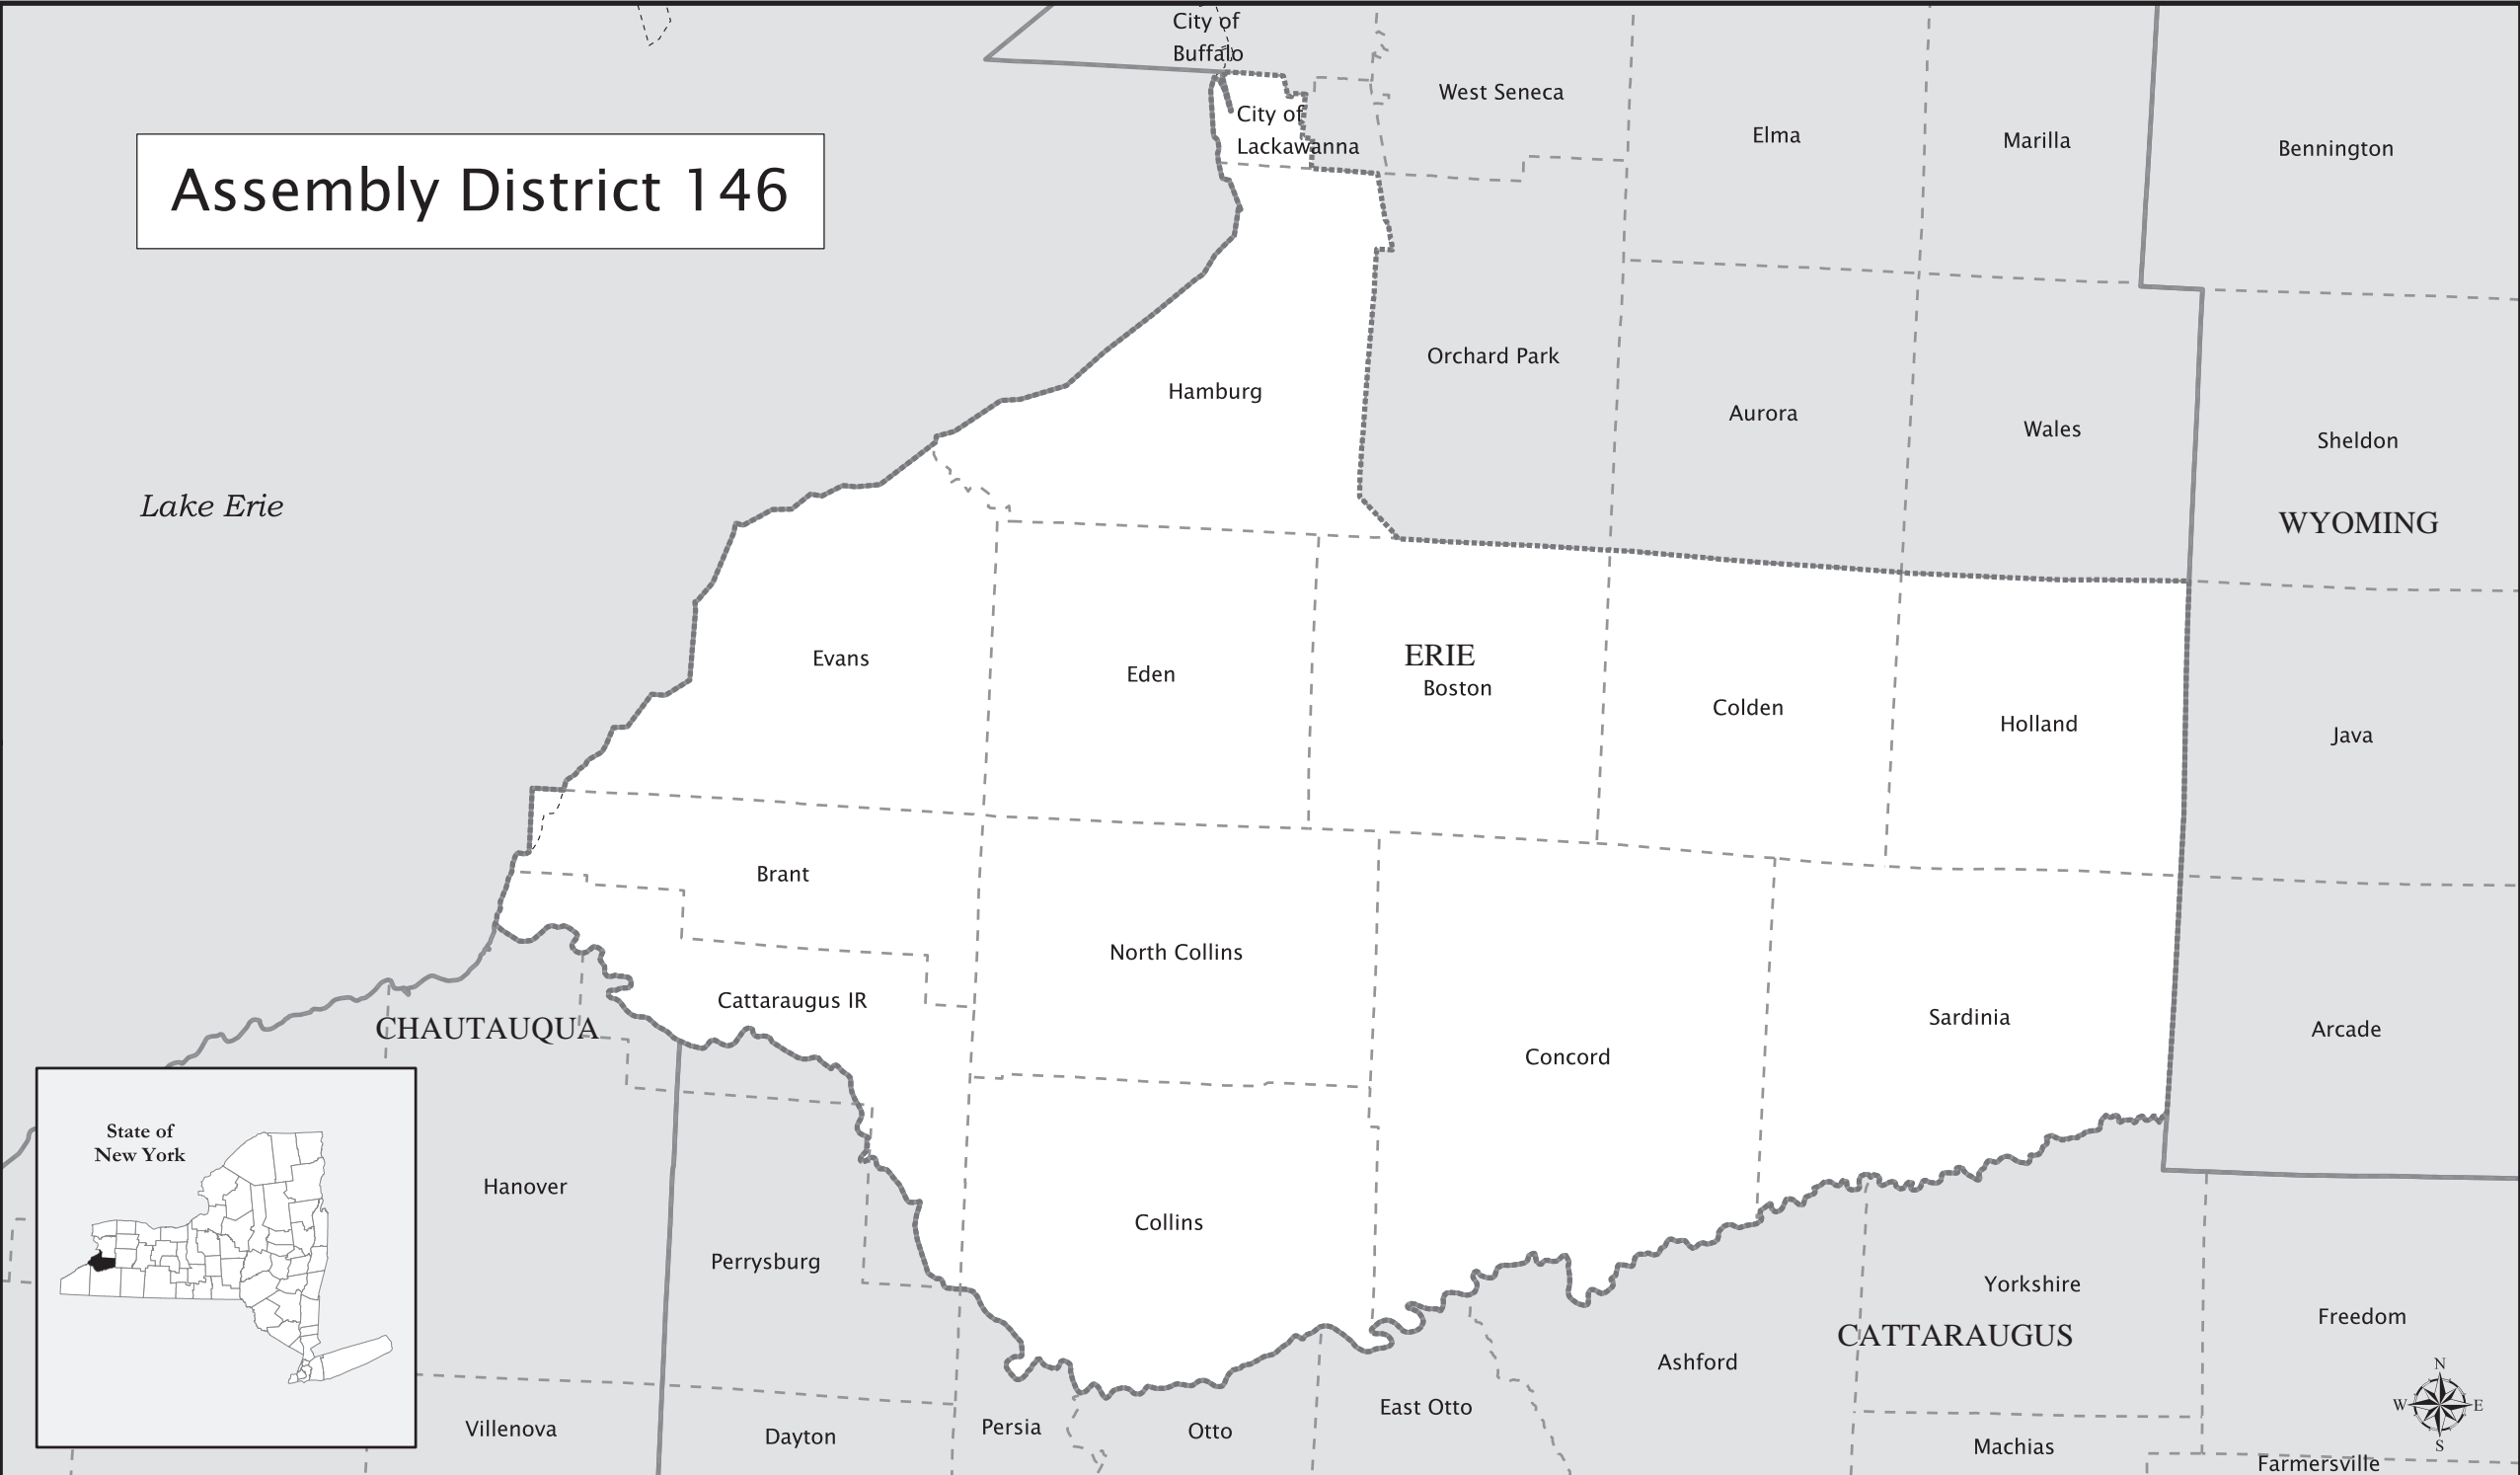 City of
Buffalo
West Seneca
City of
Lackawanna
Elma
Marilla
Bennington
Assembly District 146
Orchard Park
Hamburg
Aurora
Wales
Sheldon
Lake Erie
WYOMING
Evans
Eden
ERIE
Boston
Colden
Holland
Java
Brant
North Collins
Cattaraugus IR
Sardinia
CHAUTAUQUA
Concord
Arcade
State of
New York
Hanover
Collins
Perrysburg
Yorkshire
Freedom
CATTARAUGUS
Ashford
N
W
E
S
East Otto
Villenova
Dayton
Persia
Otto
Machias
Farmersville